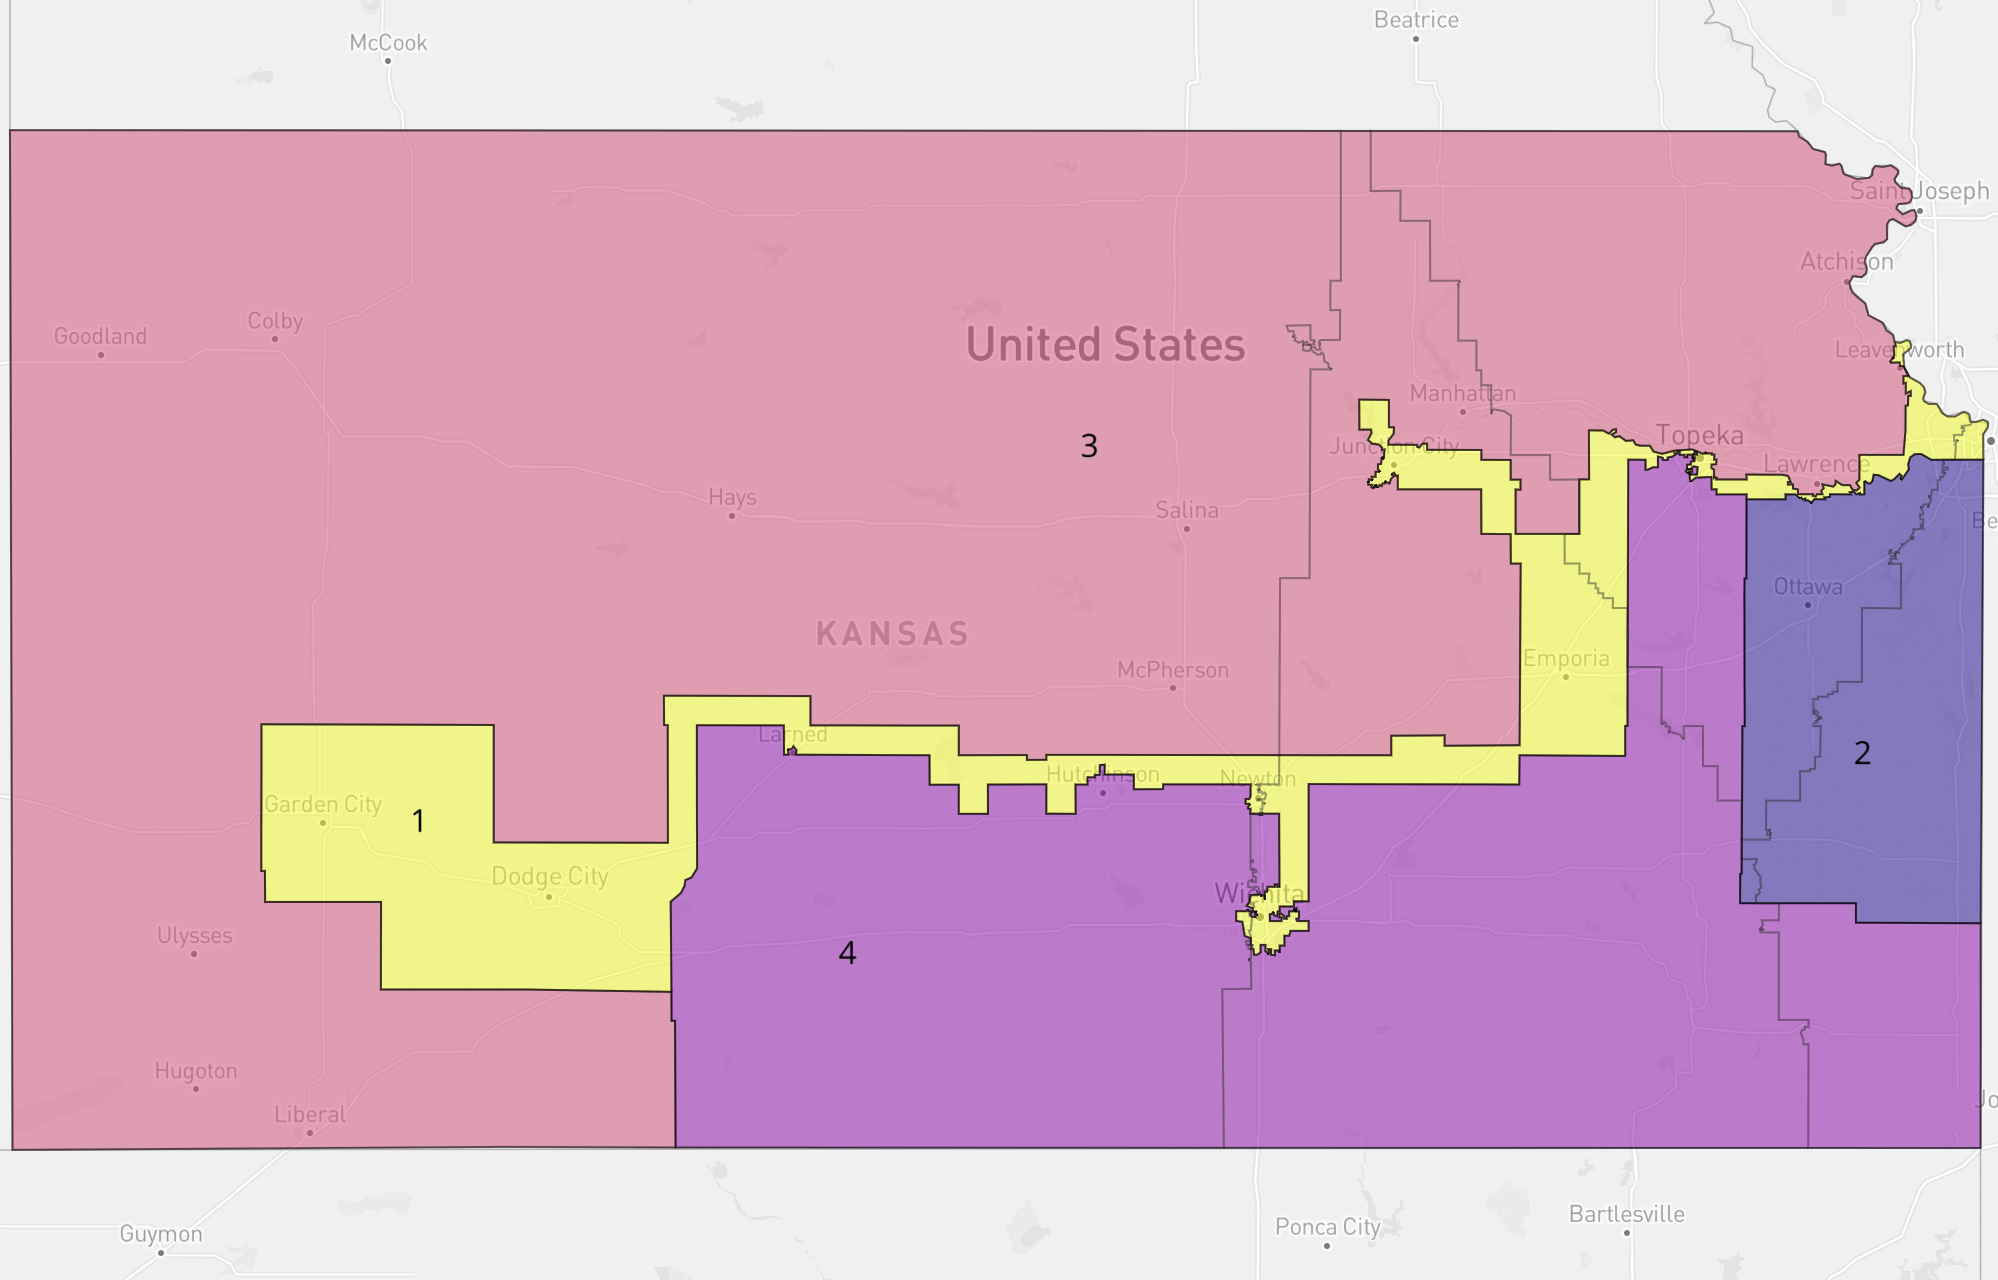 Beatrice
McCook
Saint Joseph
Atchison
Colby
Goodland
United States
Leavenworth
Manhattan
Topeka
3
Junction City
Lawrence
Hays
Salina
Be
Ottawa
KANSAS
Emporia
McPherson
Larned
2
Hutchinson
Newton
Garden City
1
Dodge City
Wichita
Ulysses
4
Hugoton
Jo
Liberal
Bartlesville
Ponca City
Guymon